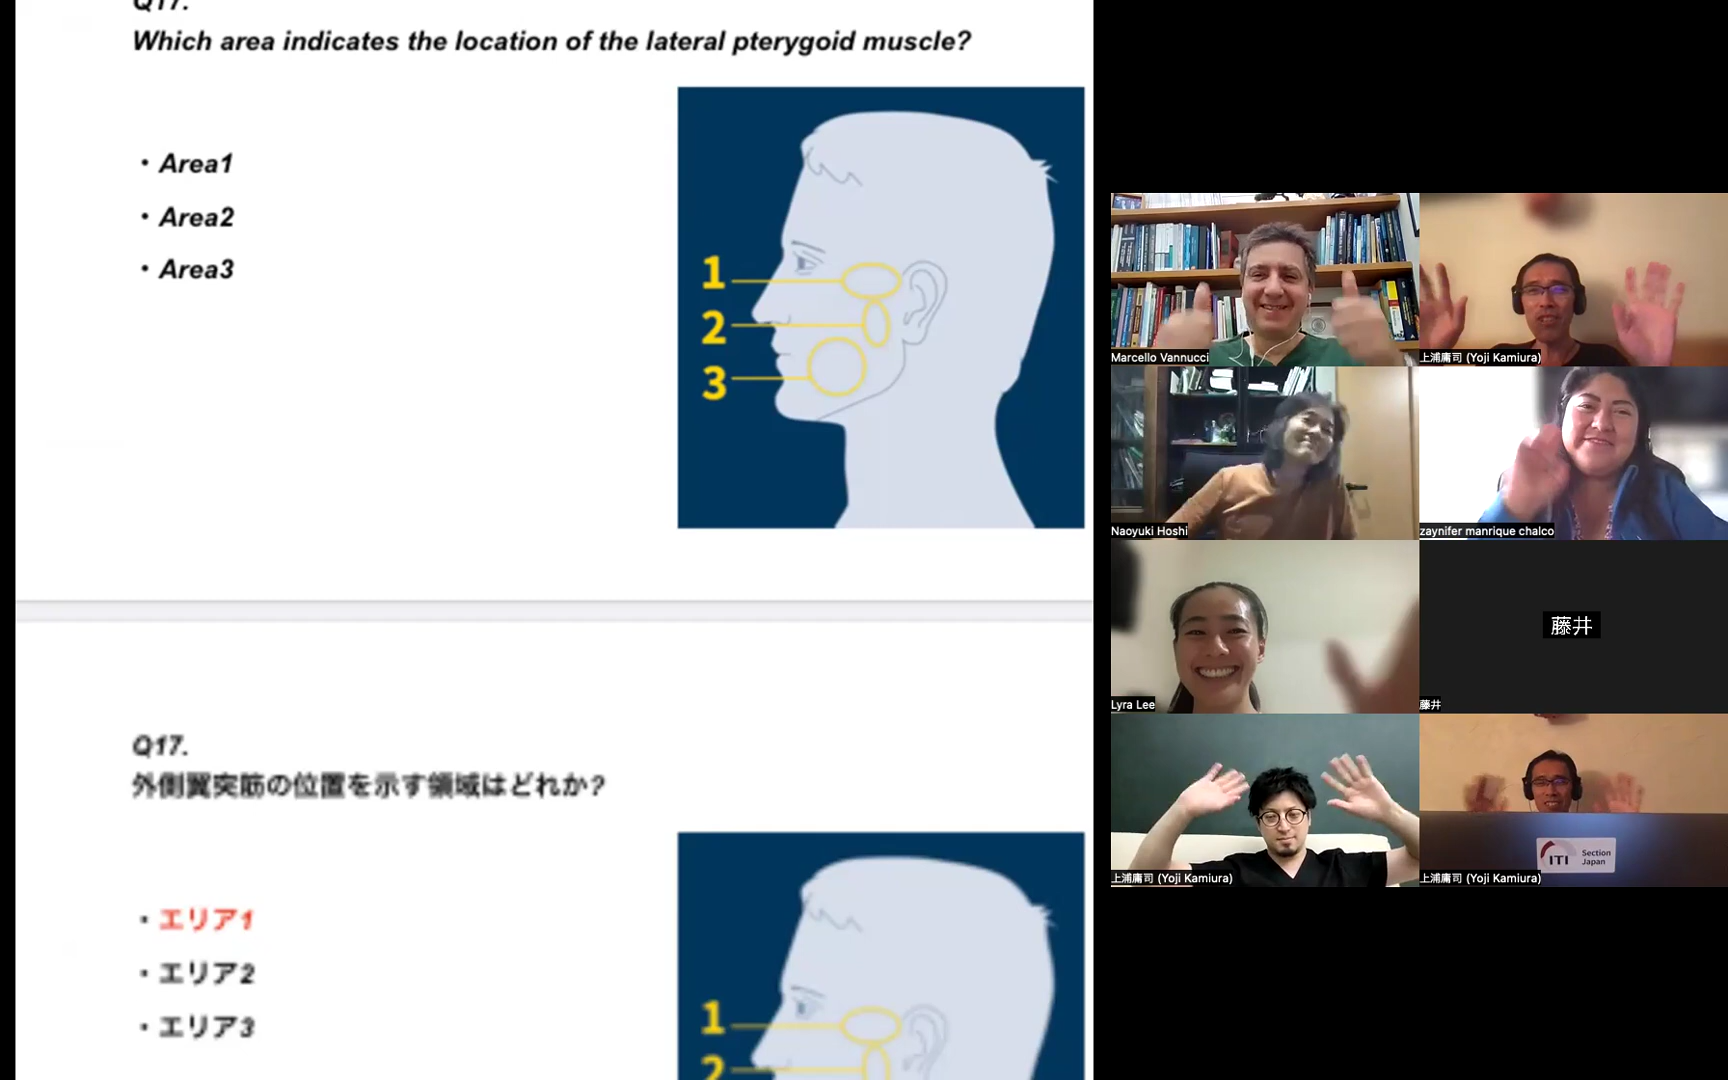 Q17.
Which area indicates the location of the lateral pterygoid muscle?
・Area1
・Area2
・Area3
1
2
3
Q17.
外側翼突筋の位置を示す領域はどれか?
・エリア1
・エリア2
・エリア3
1
2
Marcello Vannucci
上浦庸司 (Yoji Kamiura)
Naoyuki Hoshi
zaynifer manrique chalco
Lyra Lee
藤井
藤井
上浦庸司 (Yoji Kamiura)
ITI Section
Japan
上浦庸司 (Yoji Kamiura)